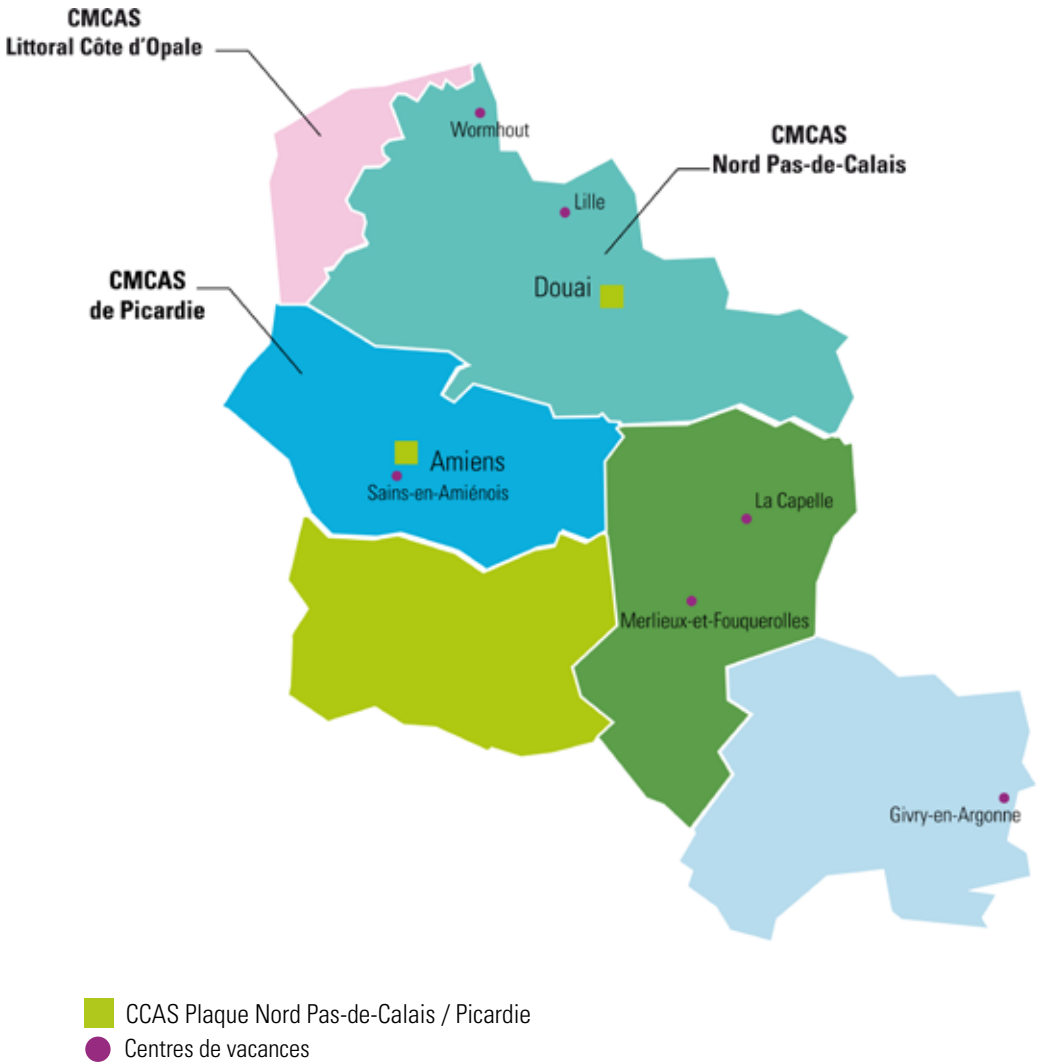 CMCAS
Littoral Côte d'Opale
Wormhout
CMCAS
Nord Pas-de-Calais
Lille
Douai
CMCAS
de Picardie
Amiens
Sains-en-Amiénois
La Capelle
Merlieux-et-Fouquerolles
Givry-en-Argonne
CCAS Plaque Nord Pas-de-Calais / Picardie
Centres de vacances